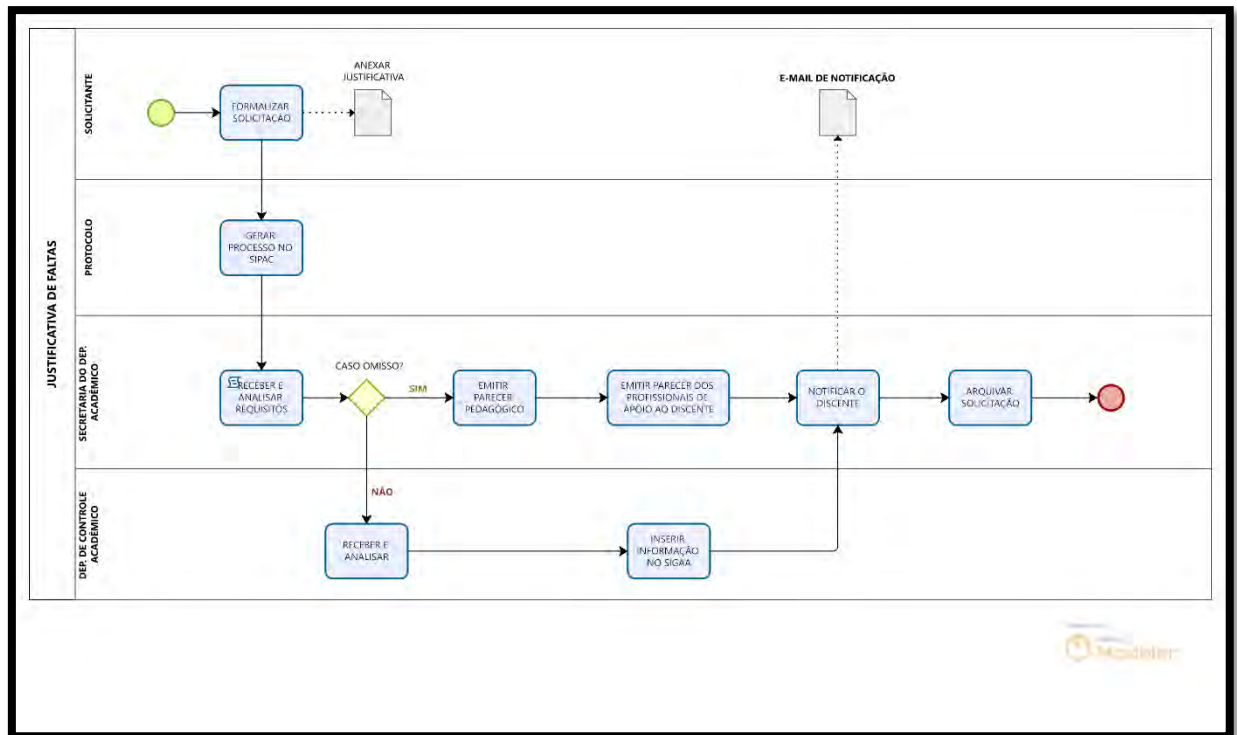 JUSTIFICATIVA DE FALTAS
SOLICITANTE
FORMALIZAR
SOLICITAÇÃO
ANEXAR
JUSTIFICATIVA
E-MAIL DE NOTIFICAÇÃO
PROTOCOLO
GERAR
PROCESSO NO
SIPAC
SECRETARIA DO DEP.
ACADÊMICO
RECEBER E
ANALISAR
REQUISITOS
CASO OMISSO?
SIM
EMITIR
PARECER
PEDAGÓGICO
EMITIR PARECER DOS
PROFISSIONAIS DE
APOIO AO DISCENTE
NOTIFICAR O
DISCENTE
ARQUIVAR
SOLICITAÇÃO
DEP. DE CONTROLE
ACADÊMICO
NÃO
RECEBER E
ANALISAR
INSERIR
INFORMAÇÃO
NO SIGAA
Modeler